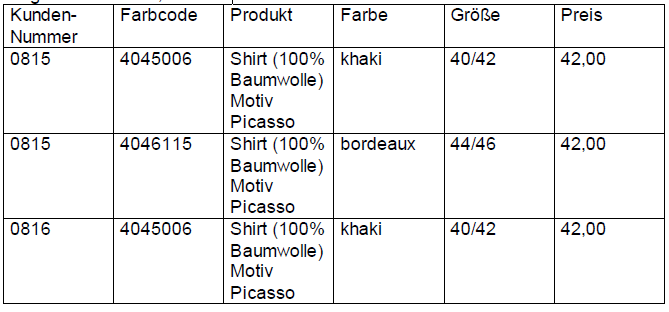 Kunden-
Nummer
Farbcode
Produkt
Farbe
Größe
Preis
0815
4045006
Shirt (100%
Baumwolle)
Motiv
Picasso
khaki
40/42
42,00
0815
4046115
Shirt (100%
Baumwolle)
Motiv
Picasso
bordeaux
44/46
42,00
0816
4045006
Shirt (100%
Baumwolle)
Motiv
Picasso
khaki
40/42
42,00